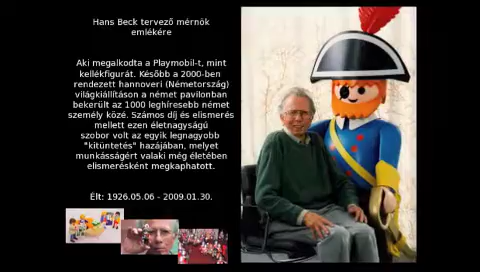 Hans Beck tervező mérnök
emlékére
Aki megalkodta a Playmobil-t, mint
kellékfigurát. Később a 2000-ben
rendezett hannoveri (Németország)
világkiállításon a német pavilonban
bekerült az 1000 leghíresebb német
személy közé. Számos díj és elismerés
mellett ezen életnagyságú
szobor volt az egyik legnagyobb
"kitüntetés" hazájában, melyet
munkásságért valaki még életében
elismerésként megkaphatott.
Élt: 1926.05.06 - 2009.01.30.